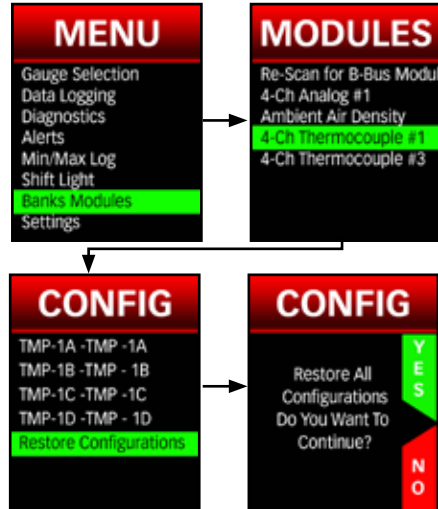 MENU
Gauge Selection
Data Logging
Diagnostics
Alerts
Min/Max Log
Shift Light
Banks Modules
Settings
MODULES
Re-Scan for B-Bus Modul
4-Ch Analog #1
Ambient Air Density
4-Ch Thermocouple #1
4-Ch Thermocouple #3
CONFIG
TMP-1A -TMP -1A
TMP-1B -TMP - 1B
TMP-1C -TMP -1C
TMP-1D -TMP - 1D
Restore Configurations
CONFIG
Restore All
Configurations
Do You Want To
Continue?
YES
NO